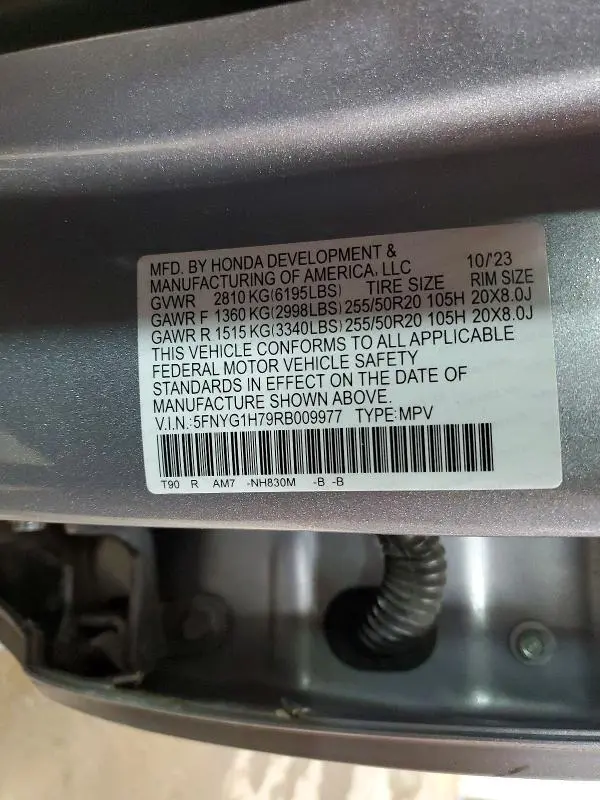 MFD. BY HONDA DEVELOPMENT & 10/'23
MANUFACTURING OF AMERICA, LLC
GVWR 2810 KG(6195LBS) TIRE SIZE RIM SIZE
GAWR F 1360 KG(2998LBS) 255/50R20 105H 20X8.0J
GAWR R 1515 KG(3340LBS) 255/50R20 105H 20X8.0J
THIS VEHICLE CONFORMS TO ALL APPLICABLE
FEDERAL MOTOR VEHICLE SAFETY
STANDARDS IN EFFECT ON THE DATE OF
MANUFACTURE SHOWN ABOVE.
V.I.N.:5FNYG1H79RB009977 TYPE:MPV
T90 R AM7 -NH830M -B -B